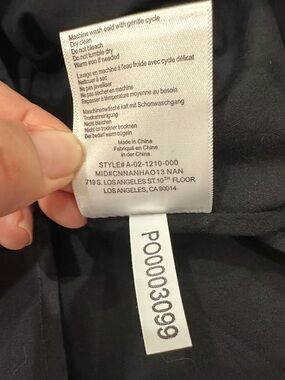 Machine wash cold with gentle cycle
Dry clean
Do not bleach
Do not tumble dry
Warm iron if needed
Lavage en machine à l'eau froide avec cycle délicat
Nettoyer à sec
Ne pas javelliser
Ne pas sécher en machine
Repasser à température moyenne au besoin
Maschinenwäsche kalt mit Schonwaschgang
Trockenreinigung
Nicht bleichen
Nicht in trockner trocknen
Bei bedarf warm bügeln
Made in China
Fabriqué en China
in der China
STYLE# A-02-1210-000
MID#CNNANHAO13 NAN
719 S. LOS ANGELES ST. 10TH FLOOR
LOS ANGELES, CA 90014
PO0003099